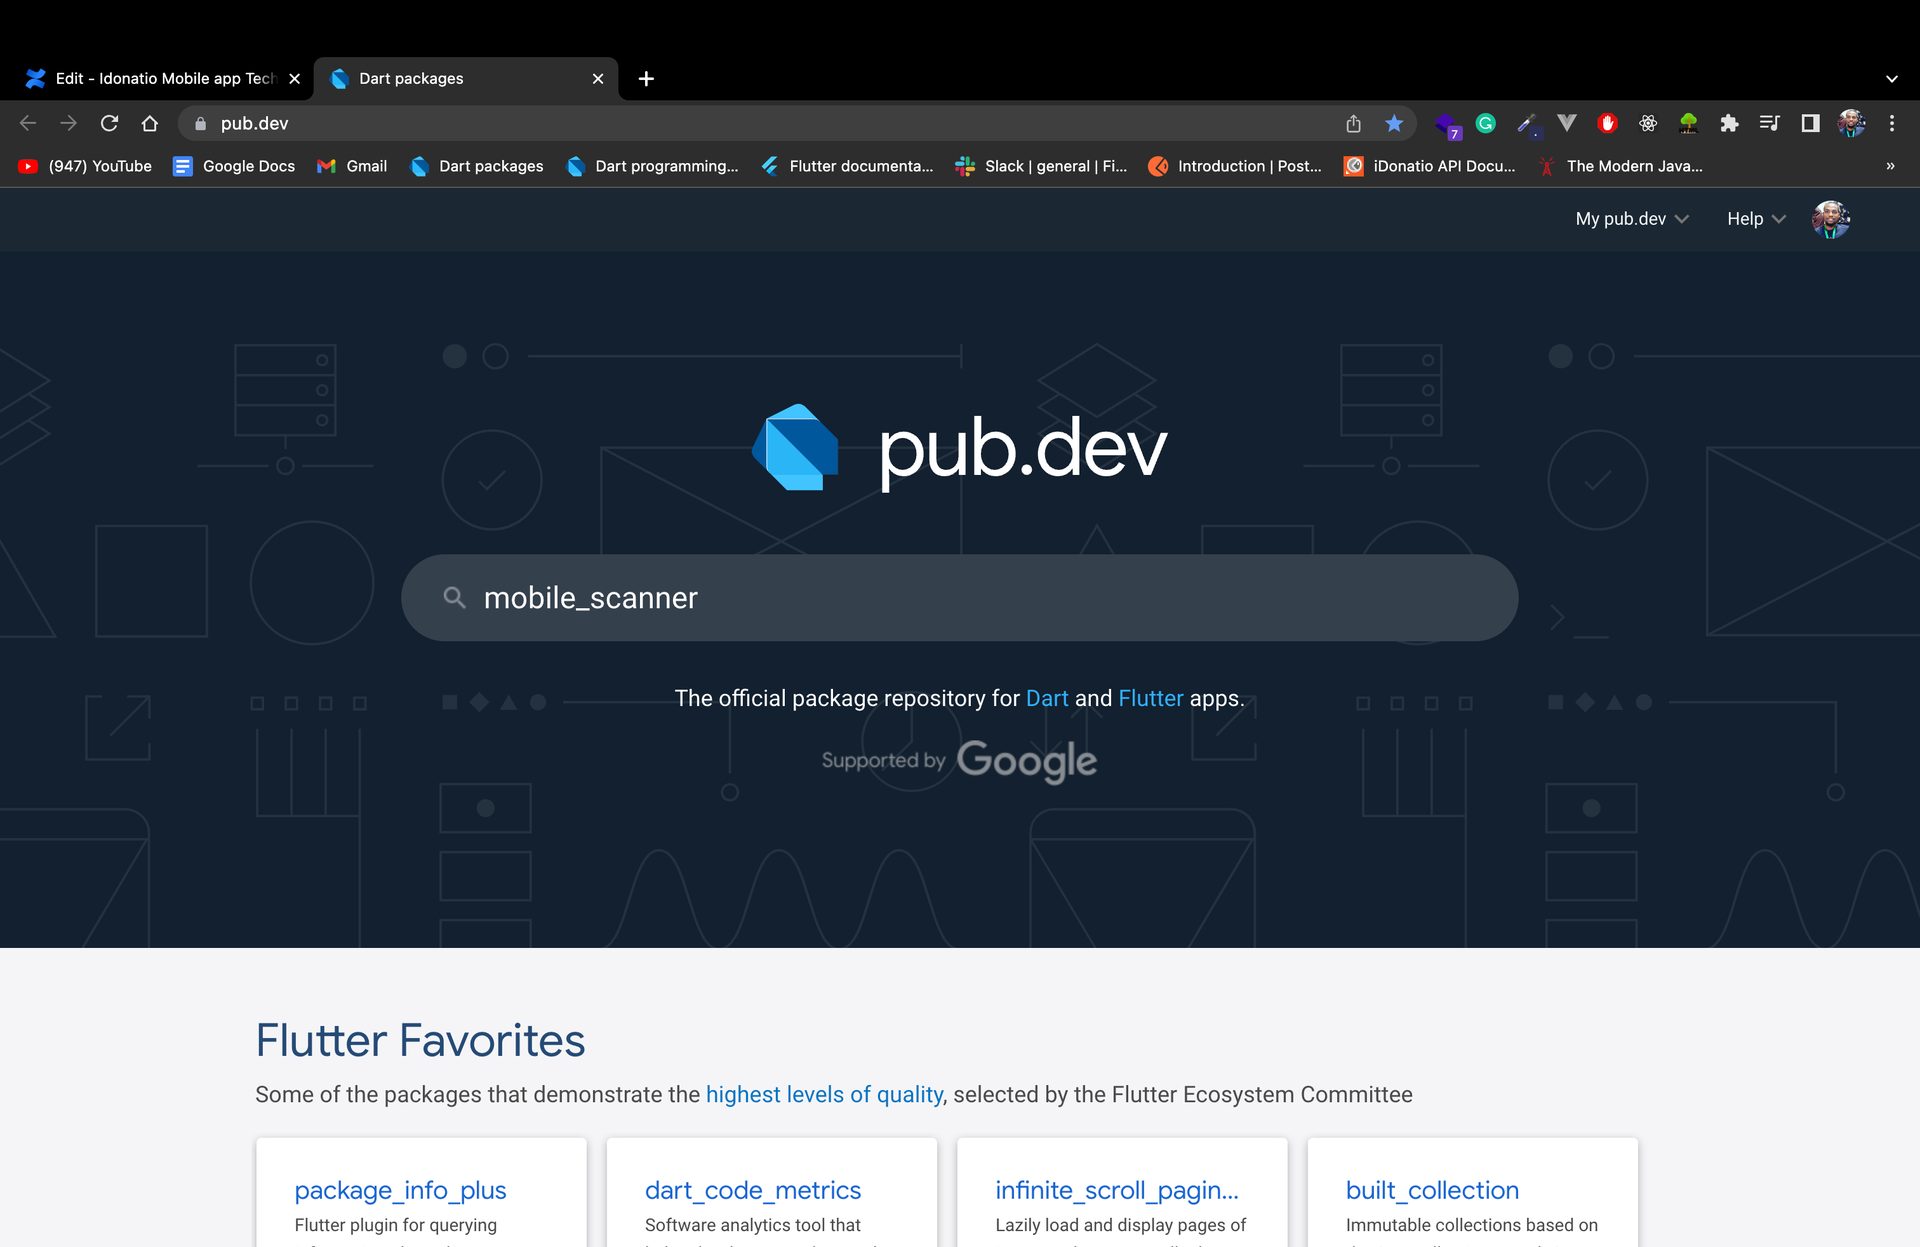 Edit - Idonatio Mobile app Tech
Dart packages
pub.dev
7
(947) YouTube
Google Docs
Gmail
Dart packages
Dart programming...
Flutter documenta...
Slack | general | Fi...
Introduction | Post...
iDonatio API Docu...
The Modern Java...
»
My pub.dev
Help
pub.dev
mobile_scanner
The official package repository for Dart and Flutter apps.
Supported by Google
Flutter Favorites
Some of the packages that demonstrate the highest levels of quality, selected by the Flutter Ecosystem Committee
package_info_plus
Flutter plugin for querying
dart_code_metrics
Software analytics tool that
infinite_scroll_pagin...
Lazily load and display pages of
built_collection
Immutable collections based on